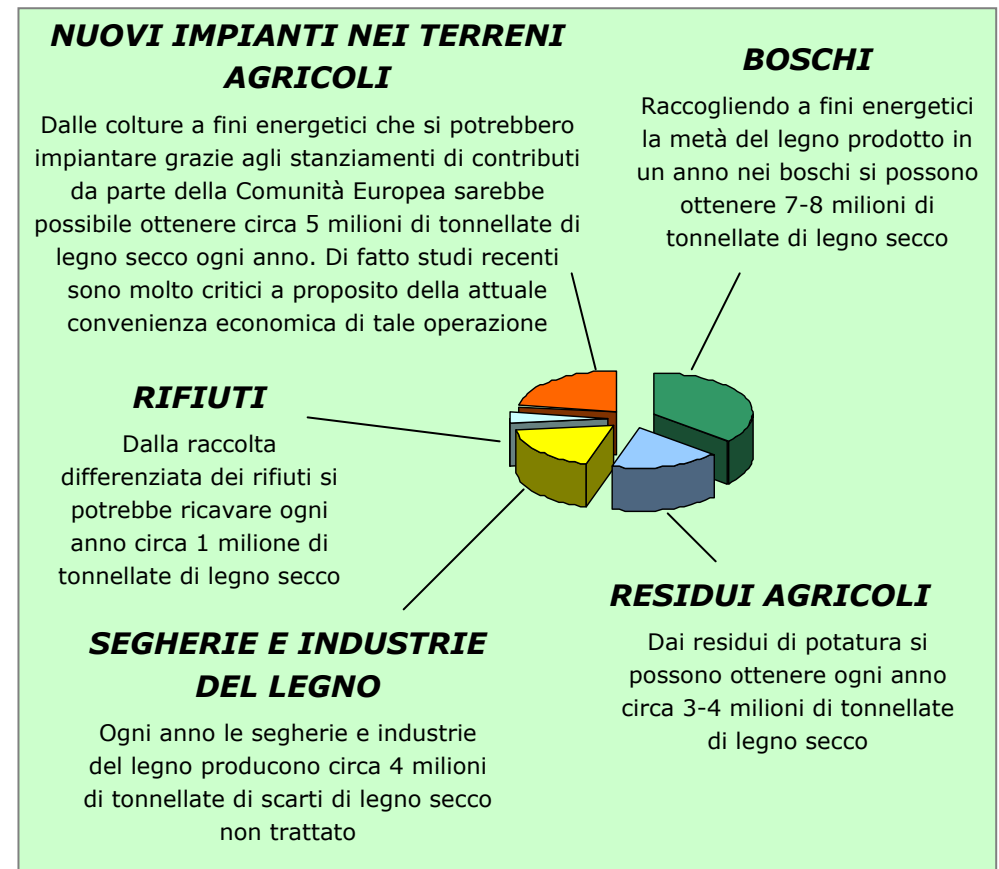 NUOVI IMPIANTI NEI TERRENI
AGRICOLI
Dalle colture a fini energetici che si potrebbero
impiantare grazie agli stanziamenti di contributi
da parte della Comunità Europea sarebbe
possibile ottenere circa 5 milioni di tonnellate di
legno secco ogni anno. Di fatto studi recenti
sono molto critici a proposito della attuale
convenienza economica di tale operazione
BOSCHI
Raccogliendo a fini energetici
la metà del legno prodotto in
un anno nei boschi si possono
ottenere 7-8 milioni di
tonnellate di legno secco
RIFIUTI
Dalla raccolta
differenziata dei rifiuti si
potrebbe ricavare ogni
anno circa 1 milione di
tonnellate di legno secco
SEGHERIE E INDUSTRIE
DEL LEGNO
Ogni anno le segherie e industrie
del legno producono circa 4 milioni
di tonnellate di scarti di legno secco
non trattato
RESIDUI AGRICOLI
Dai residui di potatura si
possono ottenere ogni anno
circa 3-4 milioni di tonnellate
di legno secco